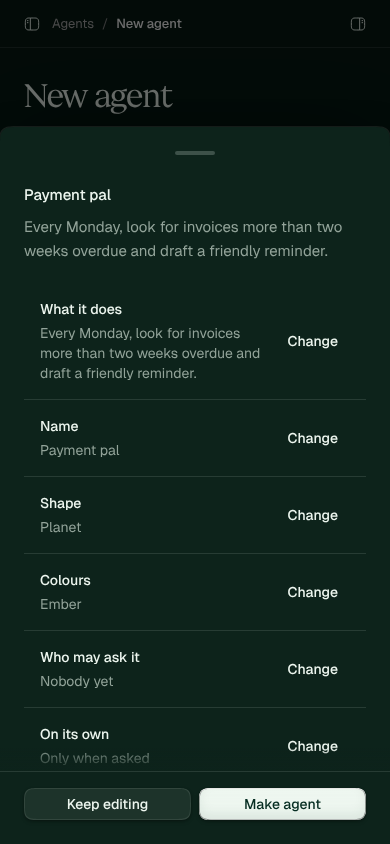 Agents / New agent
New agent
Payment pal
Every Monday, look for invoices more than two
weeks overdue and draft a friendly reminder.
What it does
Every Monday, look for invoices
more than two weeks overdue and
draft a friendly reminder.
Change
Name
Payment pal
Change
Shape
Planet
Change
Colours
Ember
Change
Who may ask it
Nobody yet
Change
On its own
Only when asked
Change
Keep editing
Make agent